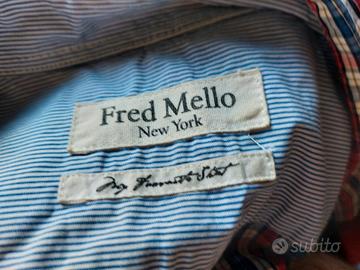 Fred Mello
New York
My Favourite Shirt
subito